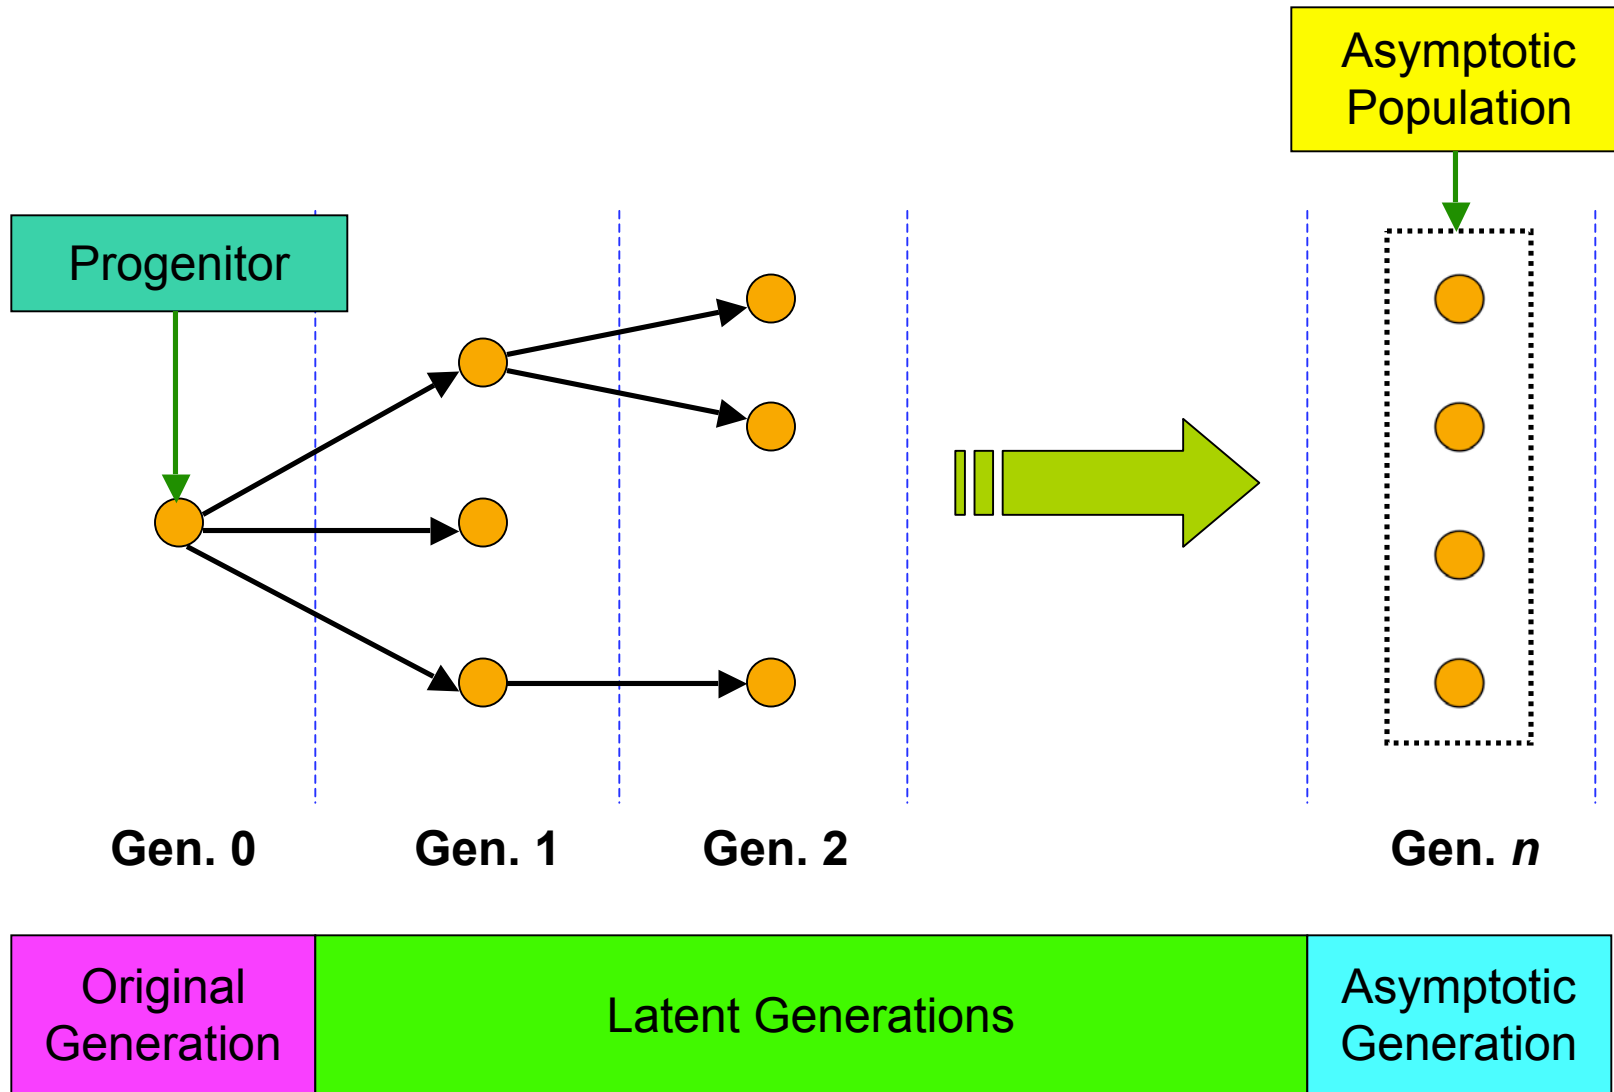 Asymptotic
Population
Progenitor
Gen. 0
Gen. 1
Gen. 2
Gen. n
Original
Generation
Latent Generations
Asymptotic
Generation